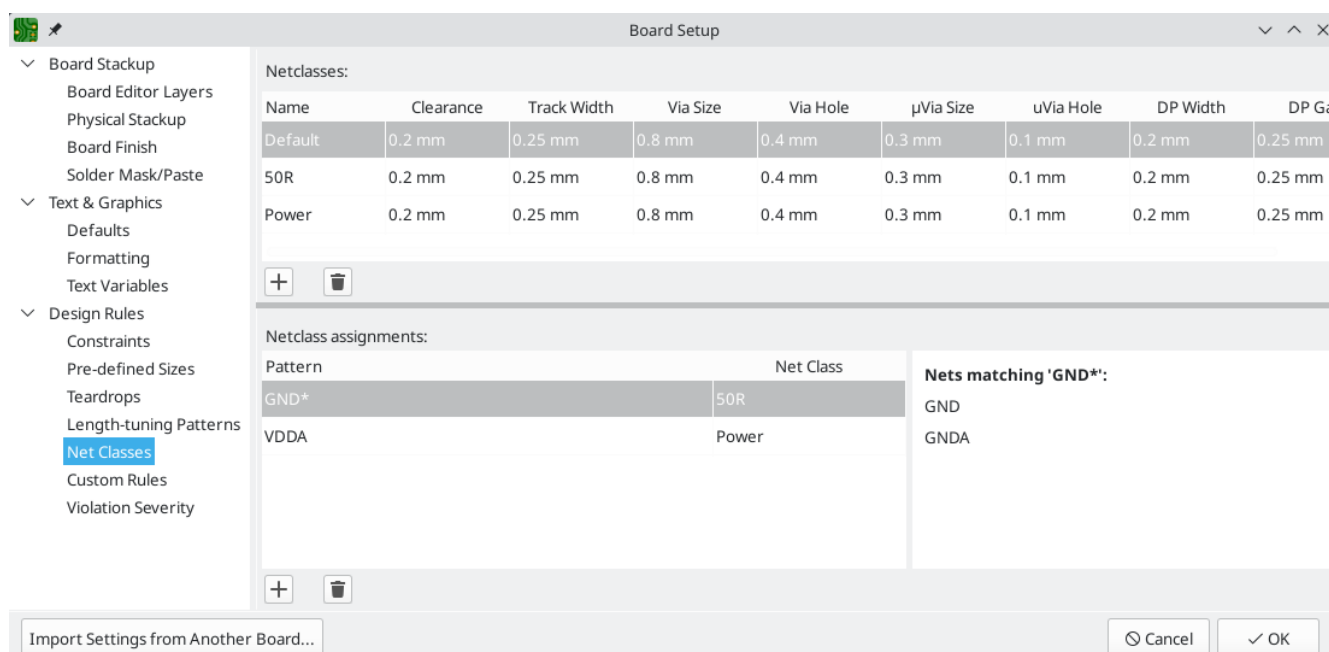 Board Setup
Board Stackup
Board Editor Layers
Physical Stackup
Board Finish
Solder Mask/Paste
Text & Graphics
Defaults
Formatting
Text Variables
Design Rules
Constraints
Pre-defined Sizes
Teardrops
Length-tuning Patterns
Net Classes
Custom Rules
Violation Severity
Netclasses:
Name Clearance Track Width Via Size Via Hole µVia Size uVia Hole DP Width DP Ga
Default 0.2 mm 0.25 mm 0.8 mm 0.4 mm 0.3 mm 0.1 mm 0.2 mm 0.25 mm
50R 0.2 mm 0.25 mm 0.8 mm 0.4 mm 0.3 mm 0.1 mm 0.2 mm 0.25 mm
Power 0.2 mm 0.25 mm 0.8 mm 0.4 mm 0.3 mm 0.1 mm 0.2 mm 0.25 mm
Netclass assignments:
Pattern Net Class
GND* 50R
VDDA Power
Nets matching 'GND*':
GND
GNDA
Import Settings from Another Board... Cancel OK